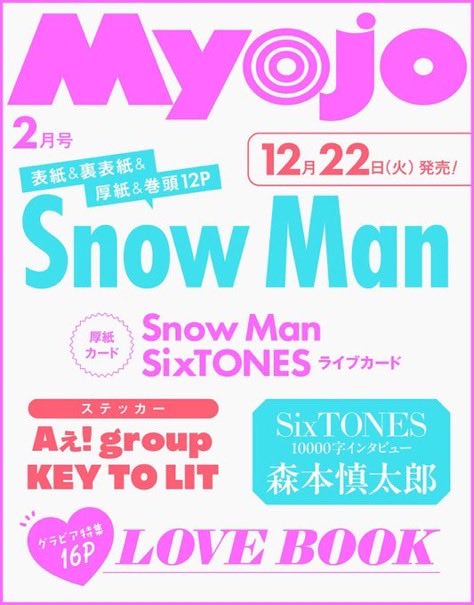 Myojo
2月号
12月22日(火)発売!
表紙&裏表紙&
厚紙&巻頭12P
Snow Man
厚紙
カード
Snow Man
SixTONES ライブカード
ステッカー
Aぇ! group
KEY TO LIT
SixTONES
10000字インタビュー
森本慎太郎
グラビア特集
16P
LOVE BOOK